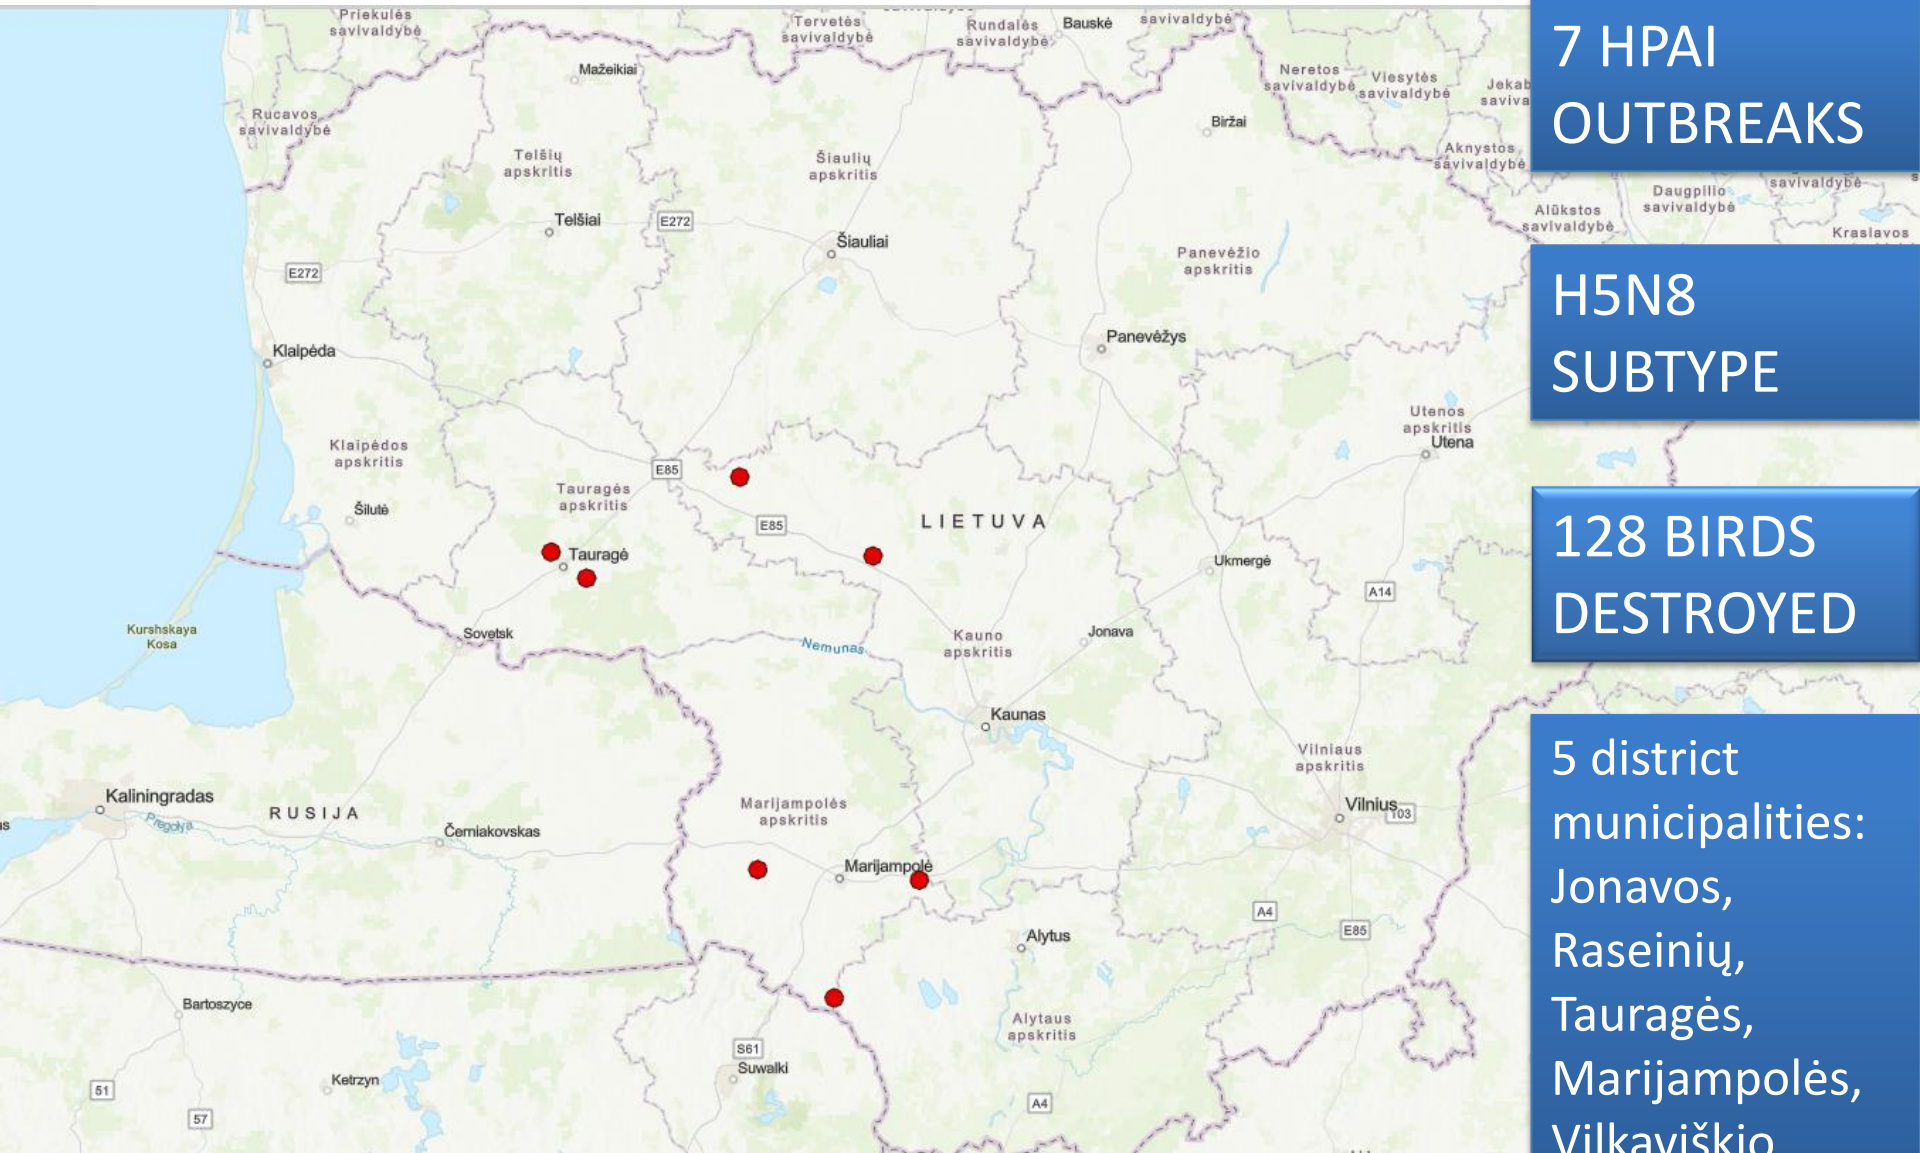 Priekulės
savivaldybė
Tervetės
savivaldybė
Rundalės
savivaldybė
Bauskė
savivaldybė
Mažeikiai
Neretos
savivaldybė
Viesytės
savivaldybė
Rucavos
savivaldybė
Biržai
Telšių
apskritis
Šiaulių
apskritis
Aknystos
savivaldybė
Daugpilio
savivaldybė
savivaldybė
Alūkstos
savivaldybė
Kraslavos
Telšiai
E272
Šiauliai
Panevėžio
apskritis
E272
Klaipėda
Panevėžys
Klaipėdos
apskritis
Utenos
apskritis
Utena
E85
Tauragės
apskritis
Šilutė
E85
LIETUVA
Tauragė
Ukmergė
A14
Kurshskaya
Kosa
Sovetsk
Nemunas
Kauno
apskritis
Jonava
Kaunas
Vilniaus
apskritis
Kaliningradas
Pregolya
RUSIJA
Černiakovskas
Marijampolės
apskritis
Vilnius
103
Marijampolė
A4
E85
Alytus
Bartoszyce
Alytaus
apskritis
S61
Suwalki
Ketrzyn
51
57
A4
7 HPAI
OUTBREAKS
H5N8
SUBTYPE
128 BIRDS
DESTROYED
5 district
municipalities:
Jonavos,
Raseinių,
Tauragės,
Marijampolės,
Vilkaviškio